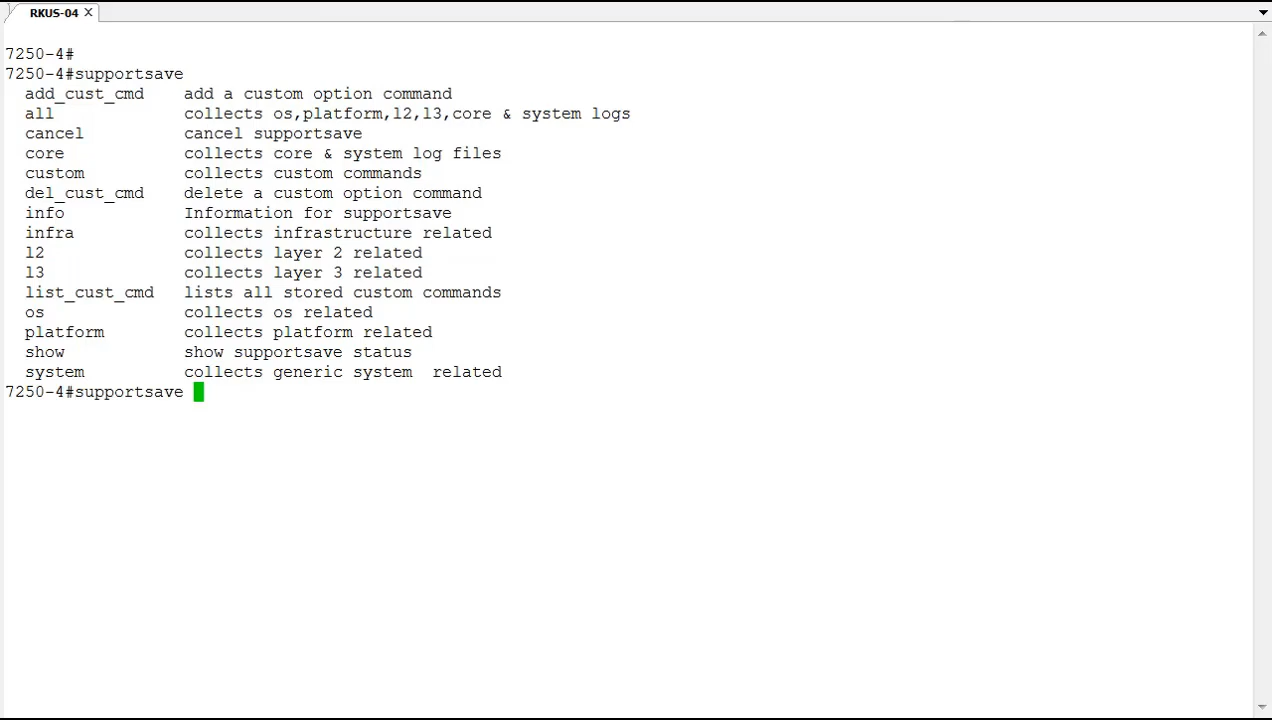 RKUS-04 X
7250-4#
7250-4#supportsave
add_cust_cmd add a custom option command
all collects os,platform,l2,l3,core & system logs
cancel cancel supportsave
core collects core & system log files
custom collects custom commands
del_cust_cmd delete a custom option command
info Information for supportsave
infra collects infrastructure related
l2 collects layer 2 related
l3 collects layer 3 related
list_cust_cmd lists all stored custom commands
os collects os related
platform collects platform related
show show supportsave status
system collects generic system  related
7250-4#supportsave